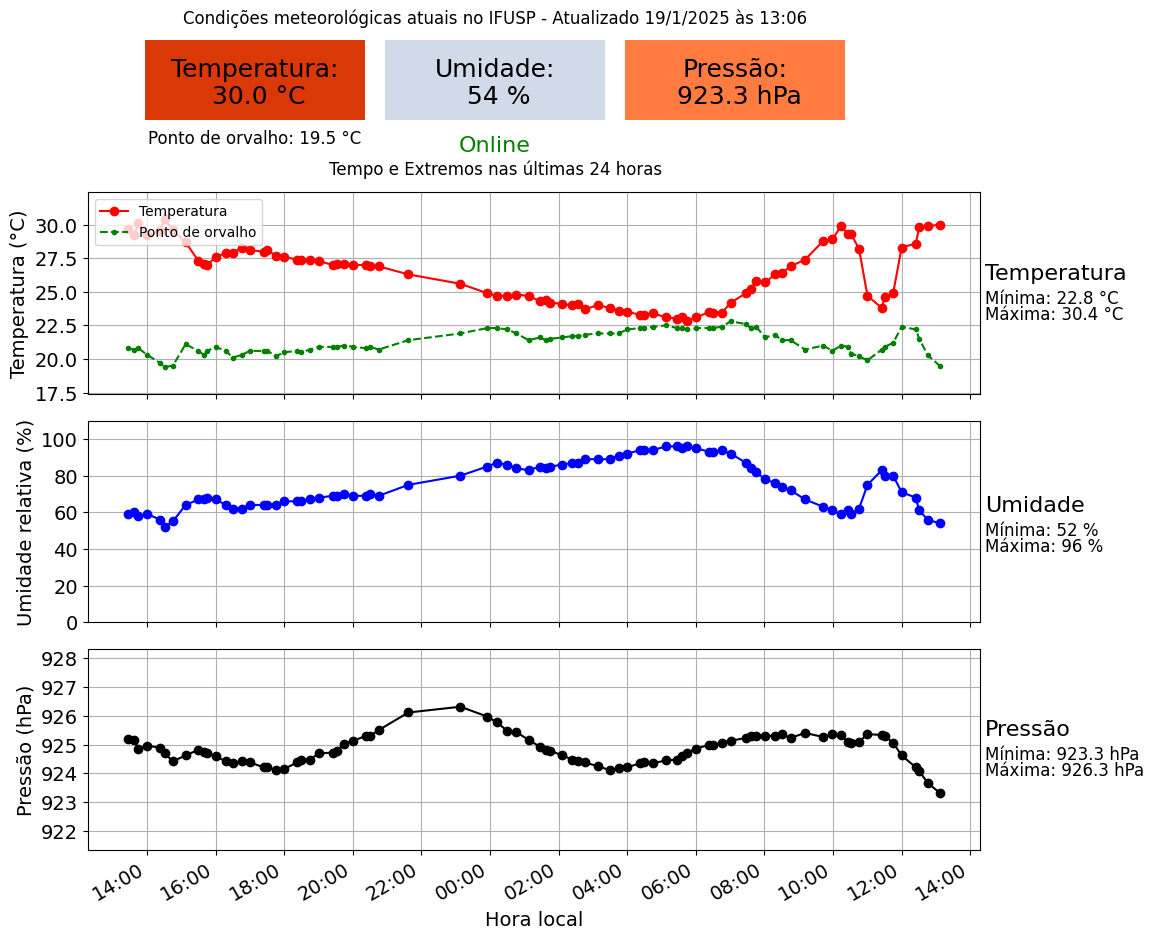 Condições meteorológicas atuais no IFUSP - Atualizado 19/1/2025 às 13:06
Temperatura:
30.0 °C
Umidade:
54 %
Pressão:
923.3 hPa
Ponto de orvalho: 19.5 °C
Online
Tempo e Extremos nas últimas 24 horas
Temperatura (°C)
30.0
27.5
25.0
22.5
20.0
17.5
Temperatura
Ponto de orvalho
Temperatura
Mínima: 22.8 °C
Máxima: 30.4 °C
Umidade relativa (%)
100
80
60
40
20
0
Umidade
Mínima: 52 %
Máxima: 96 %
Pressão (hPa)
928
927
926
925
924
923
922
Pressão
Mínima: 923.3 hPa
Máxima: 926.3 hPa
14:00
16:00
18:00
20:00
22:00
00:00
02:00
04:00
06:00
08:00
10:00
12:00
14:00
Hora local